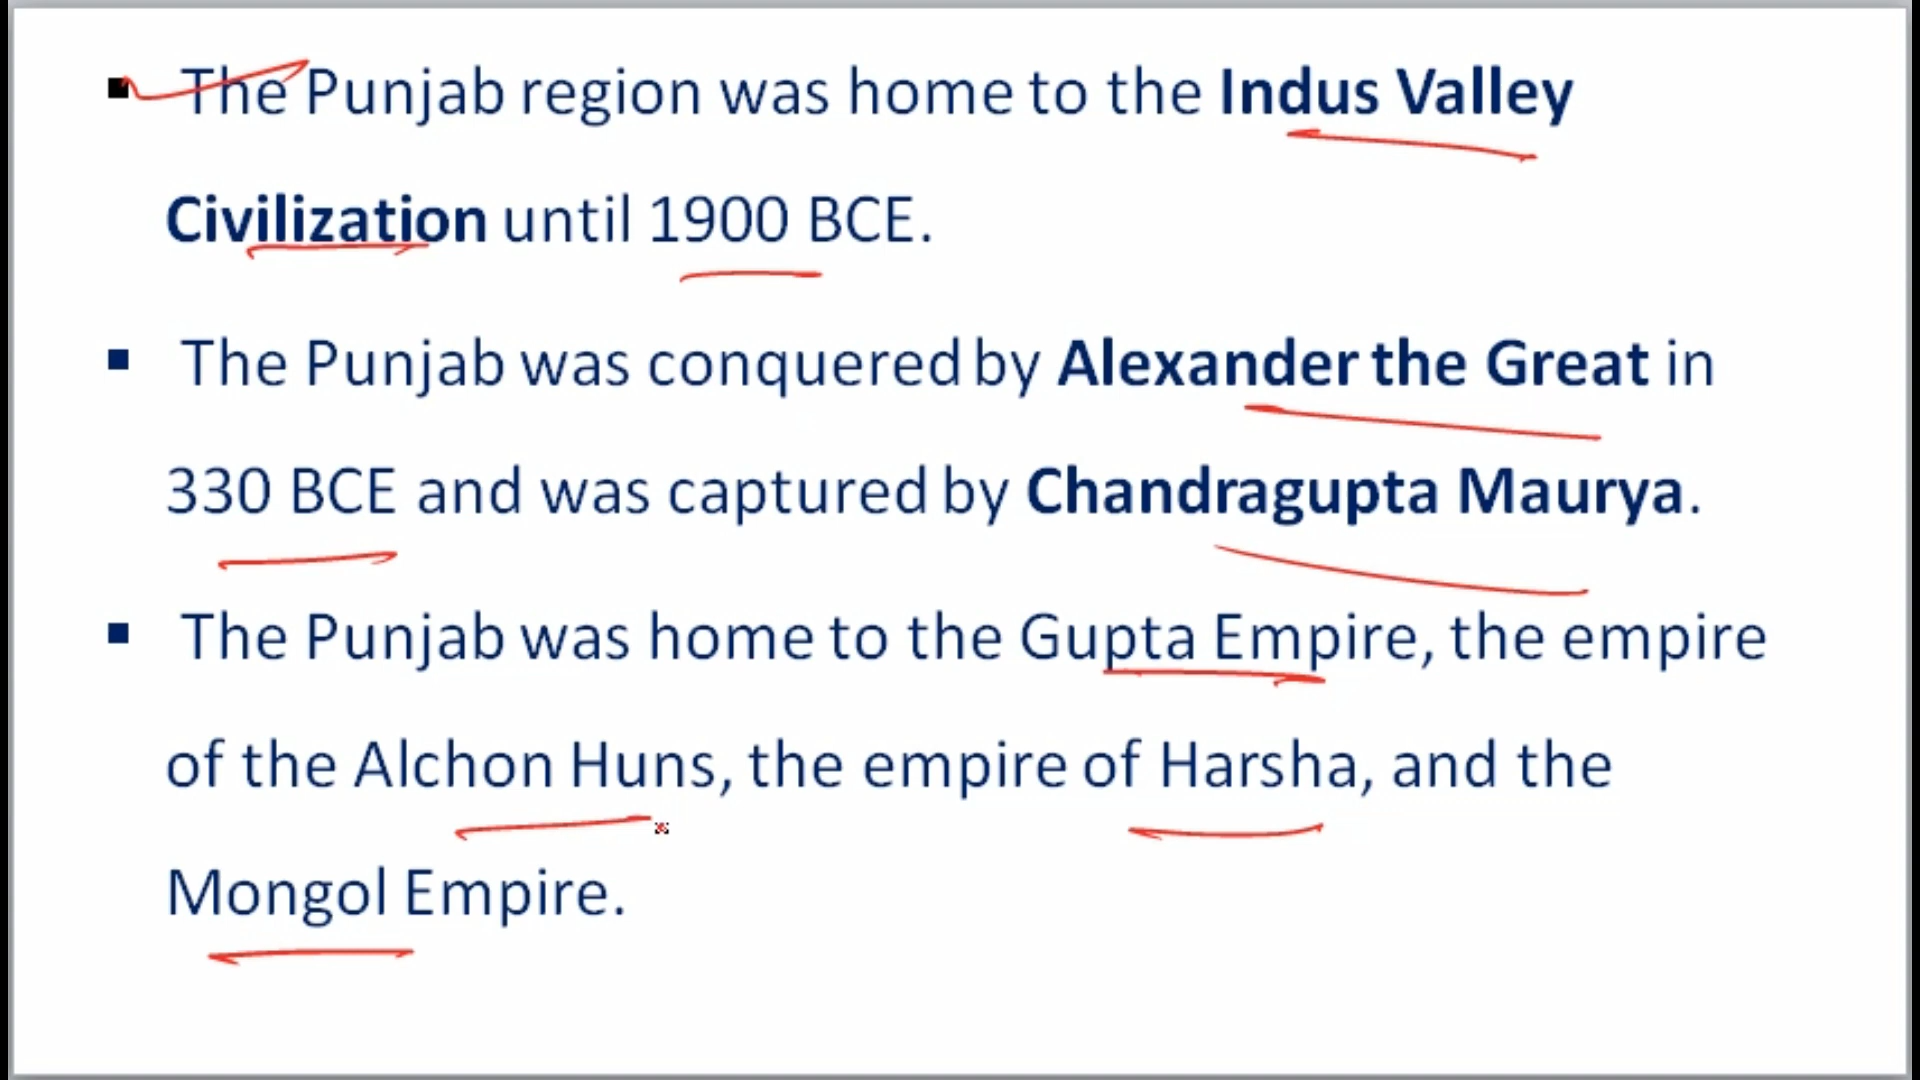 ▪ The Punjab region was home to the Indus Valley
Civilization until 1900 BCE.
▪ The Punjab was conquered by Alexander the Great in
330 BCE and was captured by Chandragupta Maurya.
▪ The Punjab was home to the Gupta Empire, the empire
of the Alchon Huns, the empire of Harsha, and the
Mongol Empire.